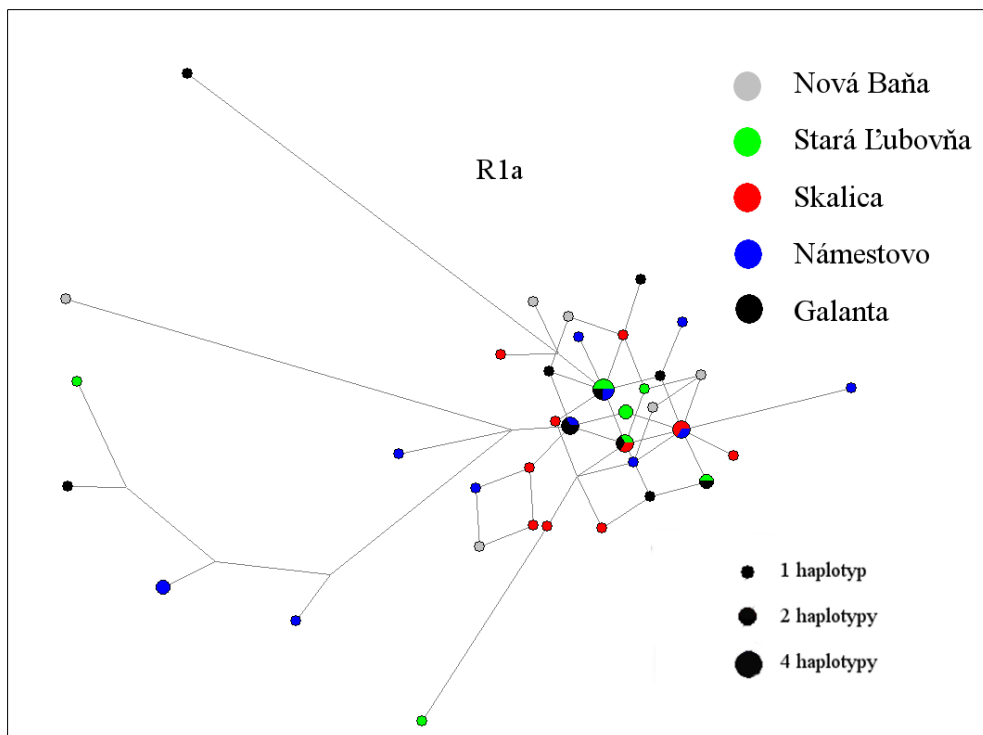 R1a
Nová Baňa
Stará Ľubovňa
Skalica
Námestovo
Galanta
1 haplotyp
2 haplotypy
4 haplotypy